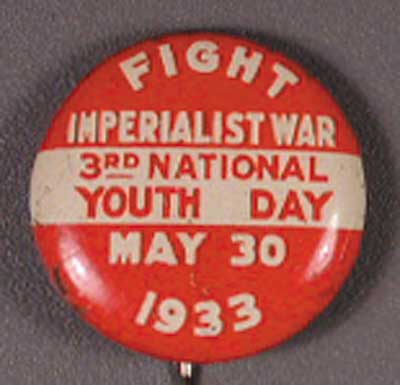 FIGHT
IMPERIALIST WAR
3RD NATIONAL
YOUTH DAY
MAY 30
1933